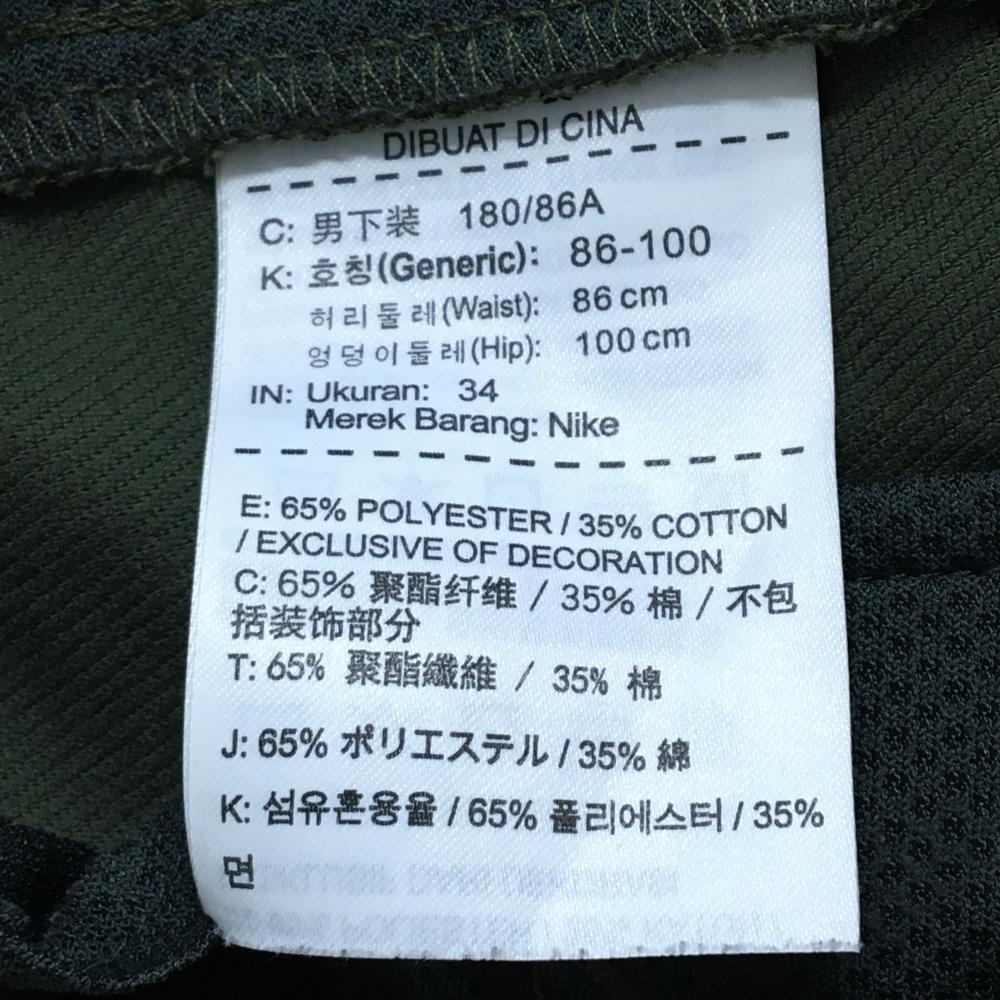 DIBUAT DI CINA
C: 男下装 180/86A
K: 호칭(Generic): 86-100
허리둘레(Waist): 86cm
엉덩이둘레(Hip): 100cm
IN: Ukuran: 34
Merek Barang: Nike
E: 65% POLYESTER / 35% COTTON
/ EXCLUSIVE OF DECORATION
C: 65% 聚酯纤维 / 35% 棉 / 不包
括装饰部分
T: 65% 聚酯纖維 / 35% 棉
J: 65% ポリエステル / 35% 綿
K: 섬유혼용율 / 65% 폴리에스터 / 35%
면